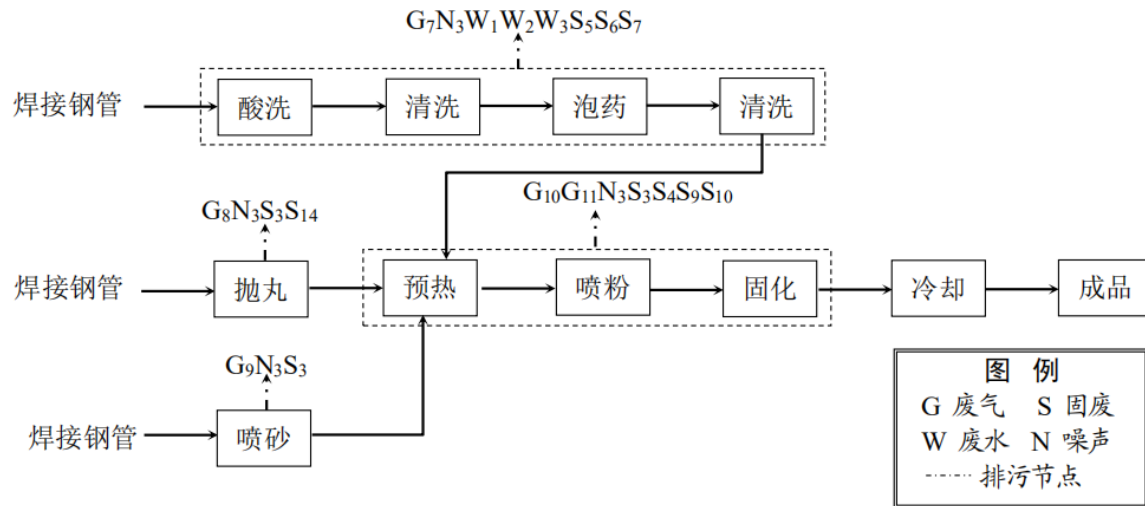 G₇N₃W₁W₂W₃S₅S₆S₇
焊接钢管
酸洗
清洗
泡药
清洗
G₈N₃S₃S₁₄
G₁₀G₁₁N₃S₃S₄S₉S₁₀
焊接钢管
抛丸
预热
喷粉
固化
冷却
成品
G₉N₃S₃
焊接钢管
喷砂
图 例
G 废气 S 固废
W 废水 N 噪声
排污节点